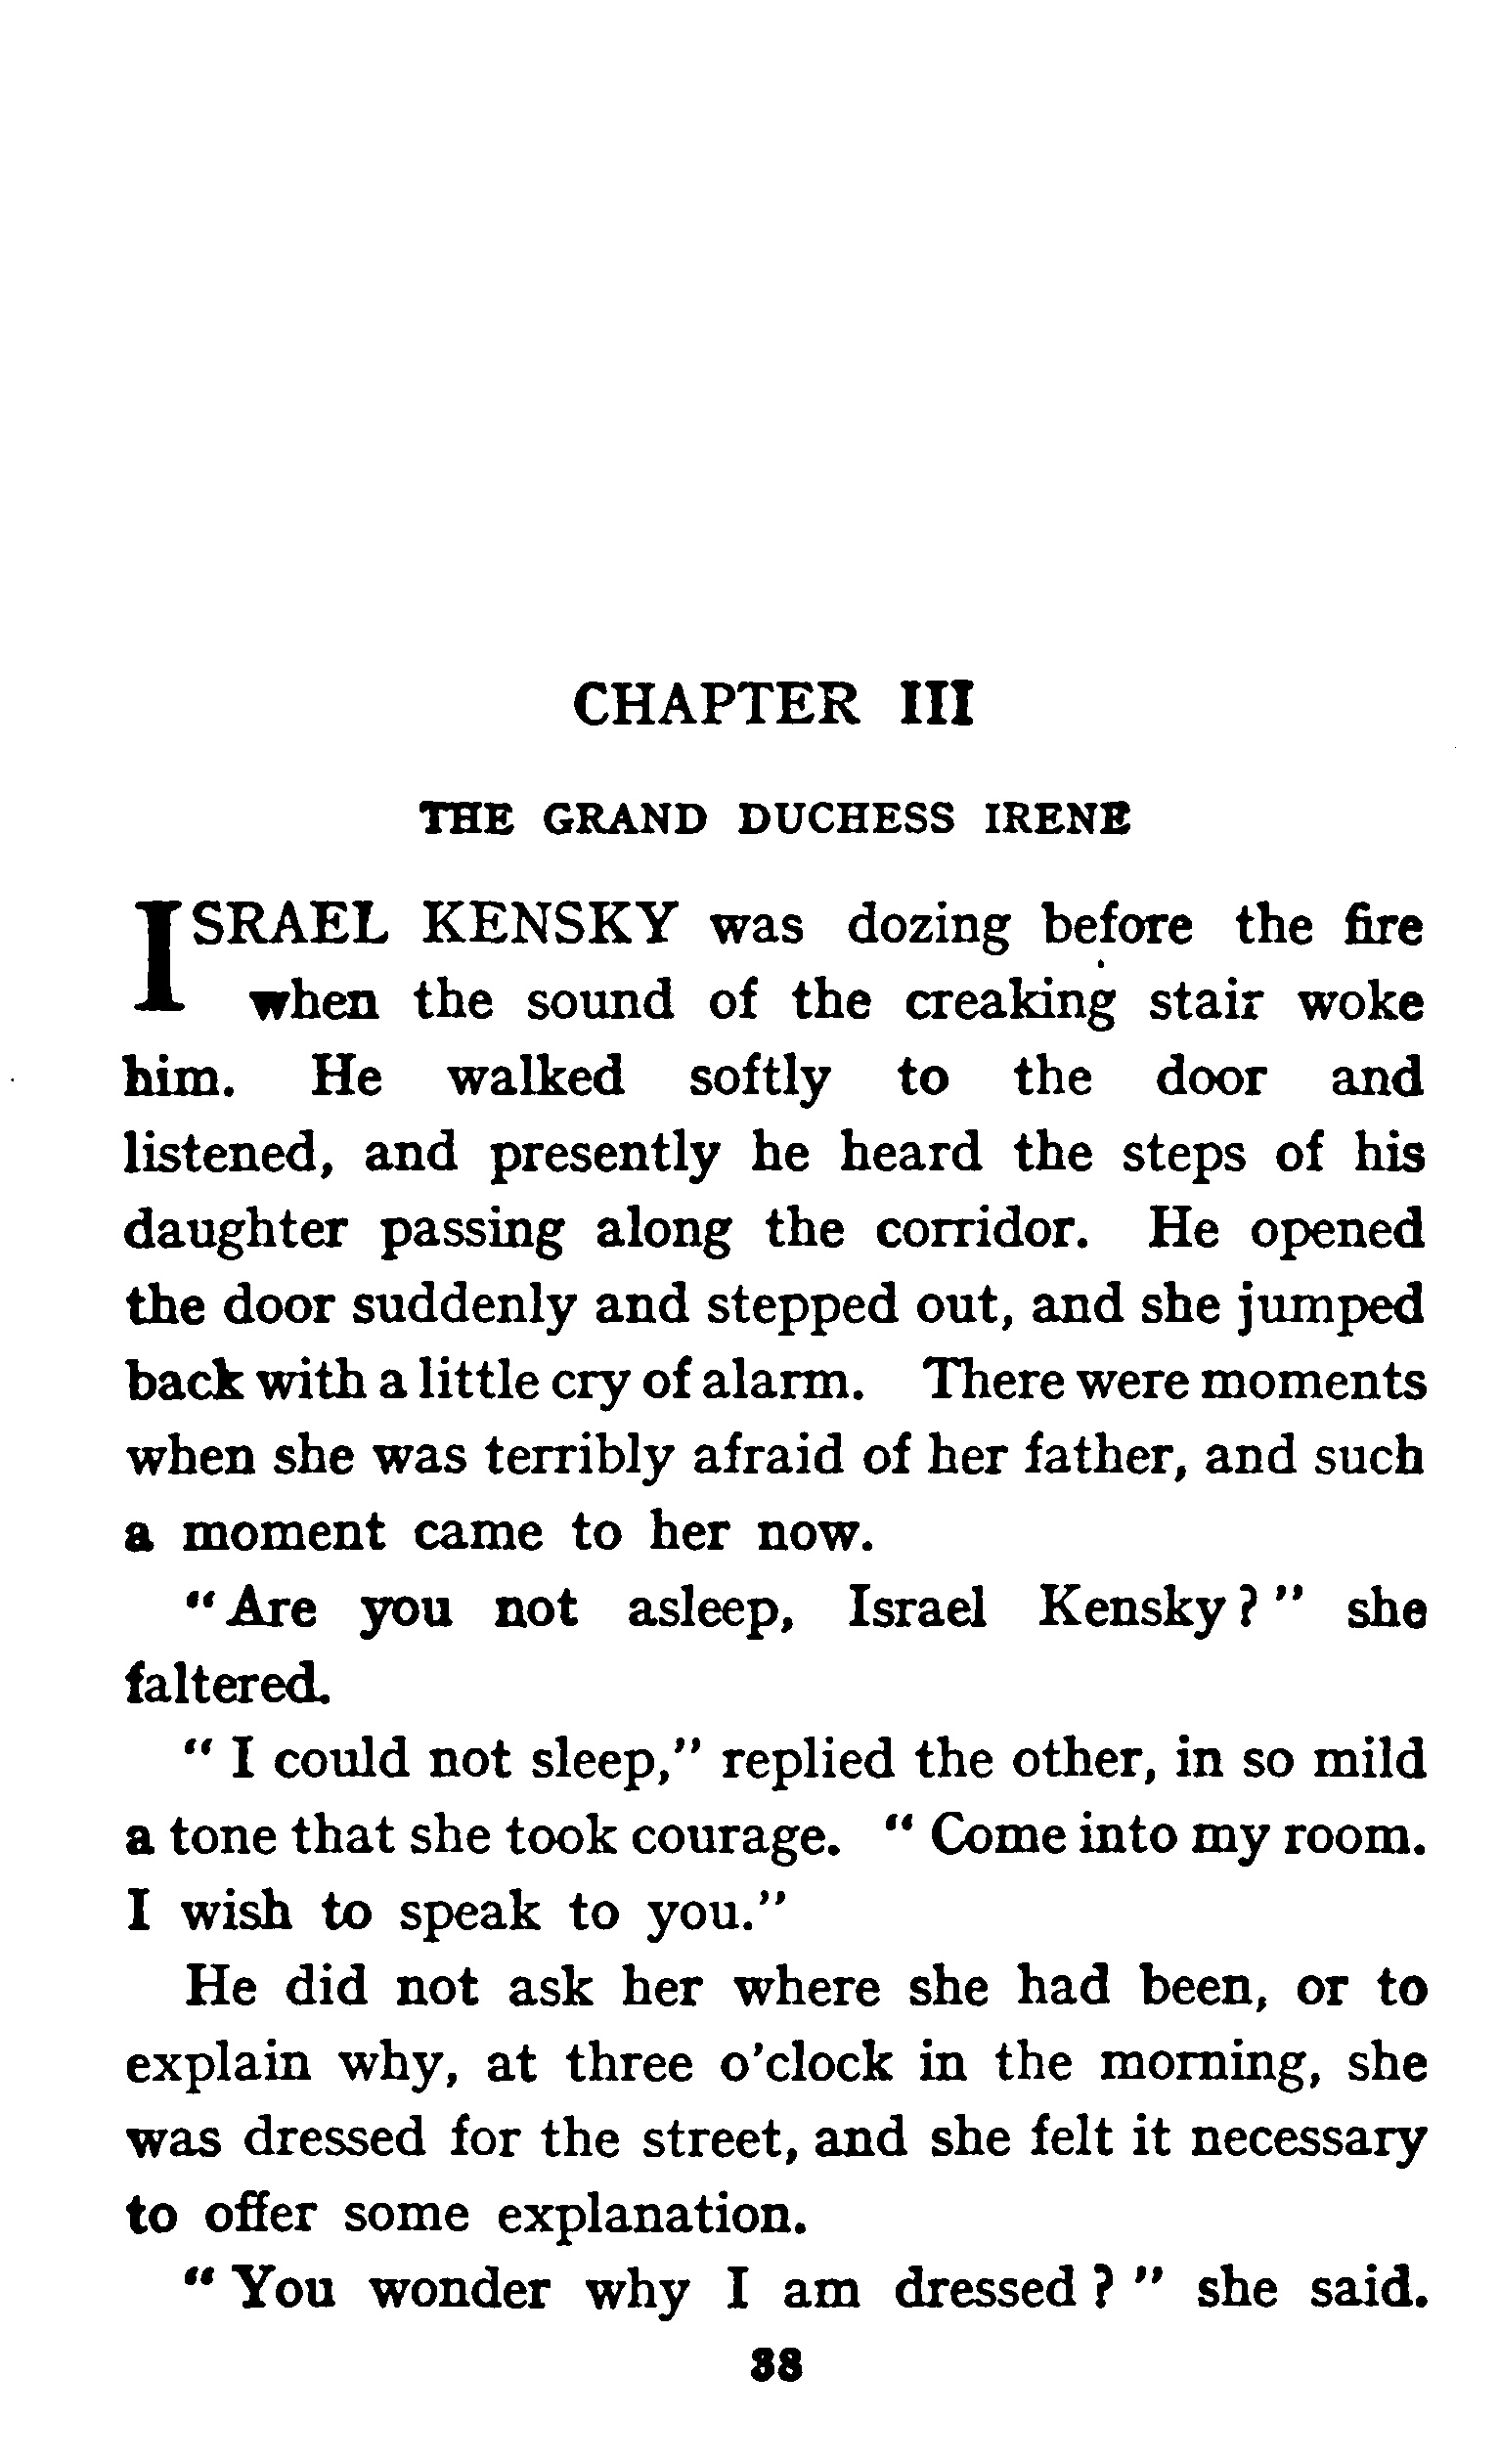 CHAPTER III
THE GRAND DUCHESS IRENE
ISRAEL KENSKY was dozing before the fire
when the sound of the creaking stair woke
him. He walked softly to the door and
listened, and presently he heard the steps of his
daughter passing along the corridor. He opened
the door suddenly and stepped out, and she jumped
back with a little cry of alarm. There were moments
when she was terribly afraid of her father, and such
a moment came to her now.
"Are you not asleep, Israel Kensky?" she
faltered.
"I could not sleep," replied the other, in so mild
a tone that she took courage. "Come into my room.
I wish to speak to you."
He did not ask her where she had been, or to
explain why, at three o'clock in the morning, she
was dressed for the street, and she felt it necessary
to offer some explanation.
"You wonder why I am dressed?" she said.
38